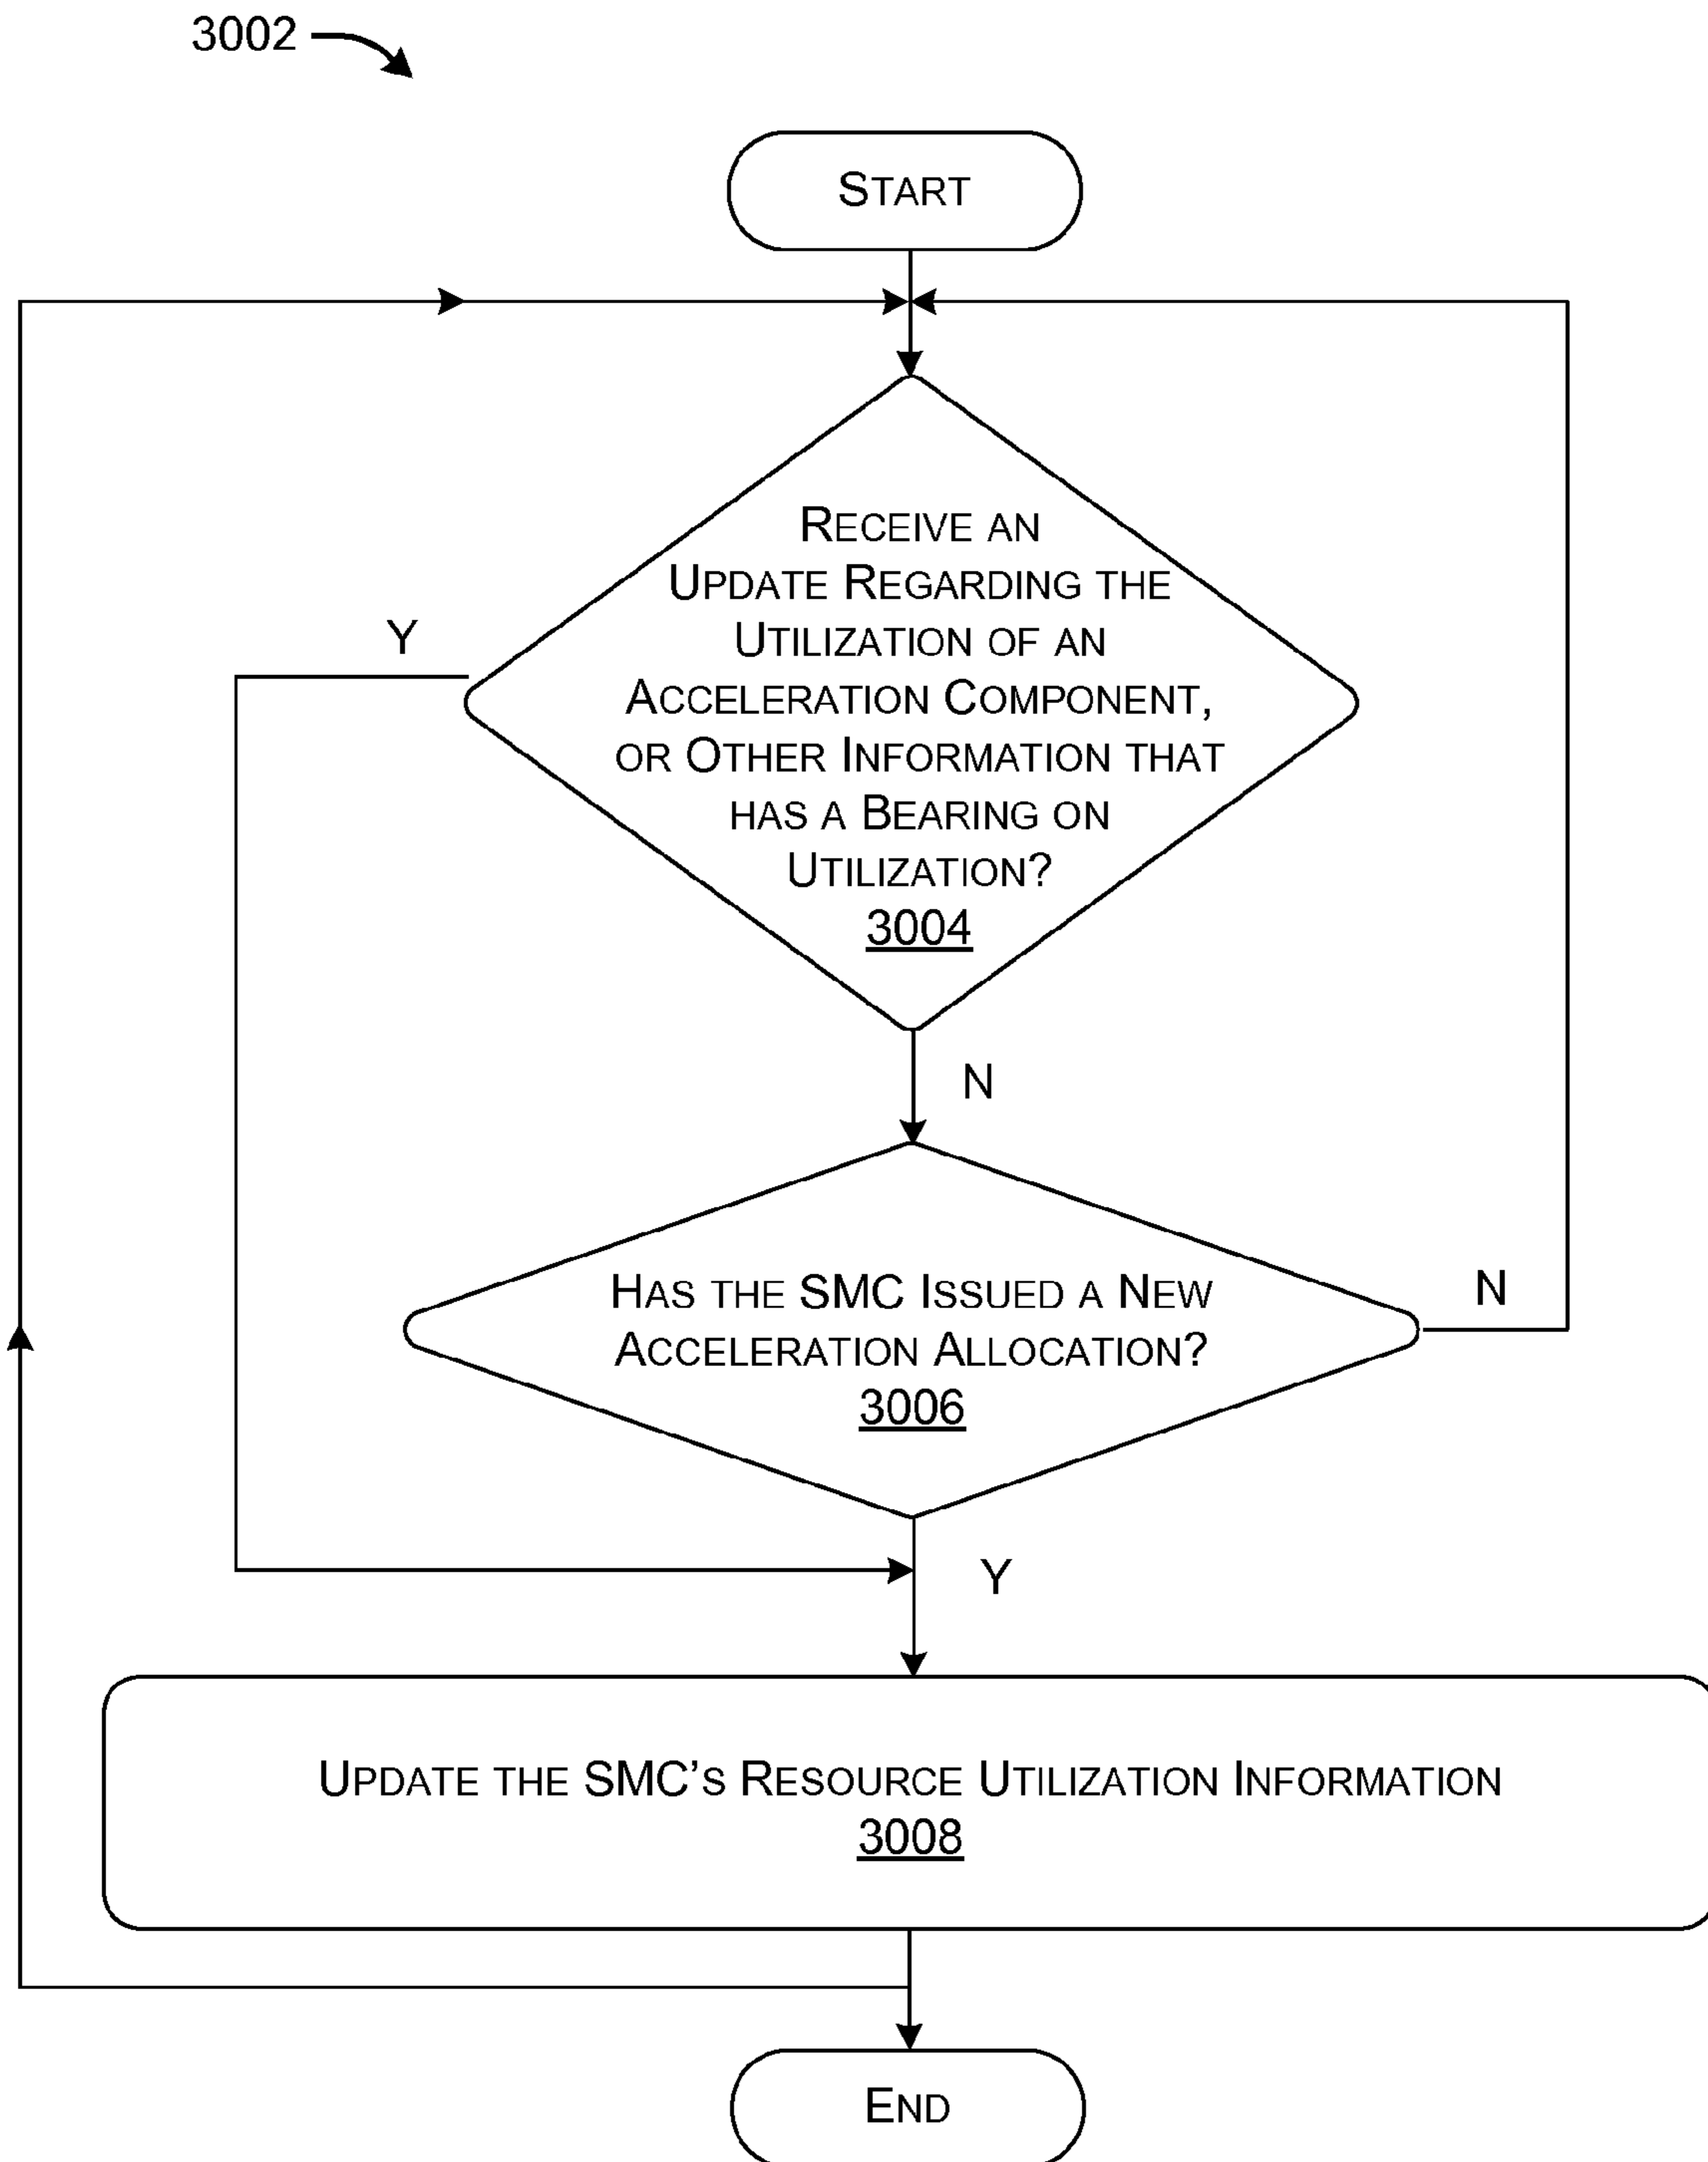 3002
START
RECEIVE AN
UPDATE REGARDING THE
UTILIZATION OF AN
ACCELERATION COMPONENT,
OR OTHER INFORMATION THAT
HAS A BEARING ON
UTILIZATION?
3004
Y
N
HAS THE SMC ISSUED A NEW
ACCELERATION ALLOCATION?
3006
N
Y
UPDATE THE SMC'S RESOURCE UTILIZATION INFORMATION
3008
END